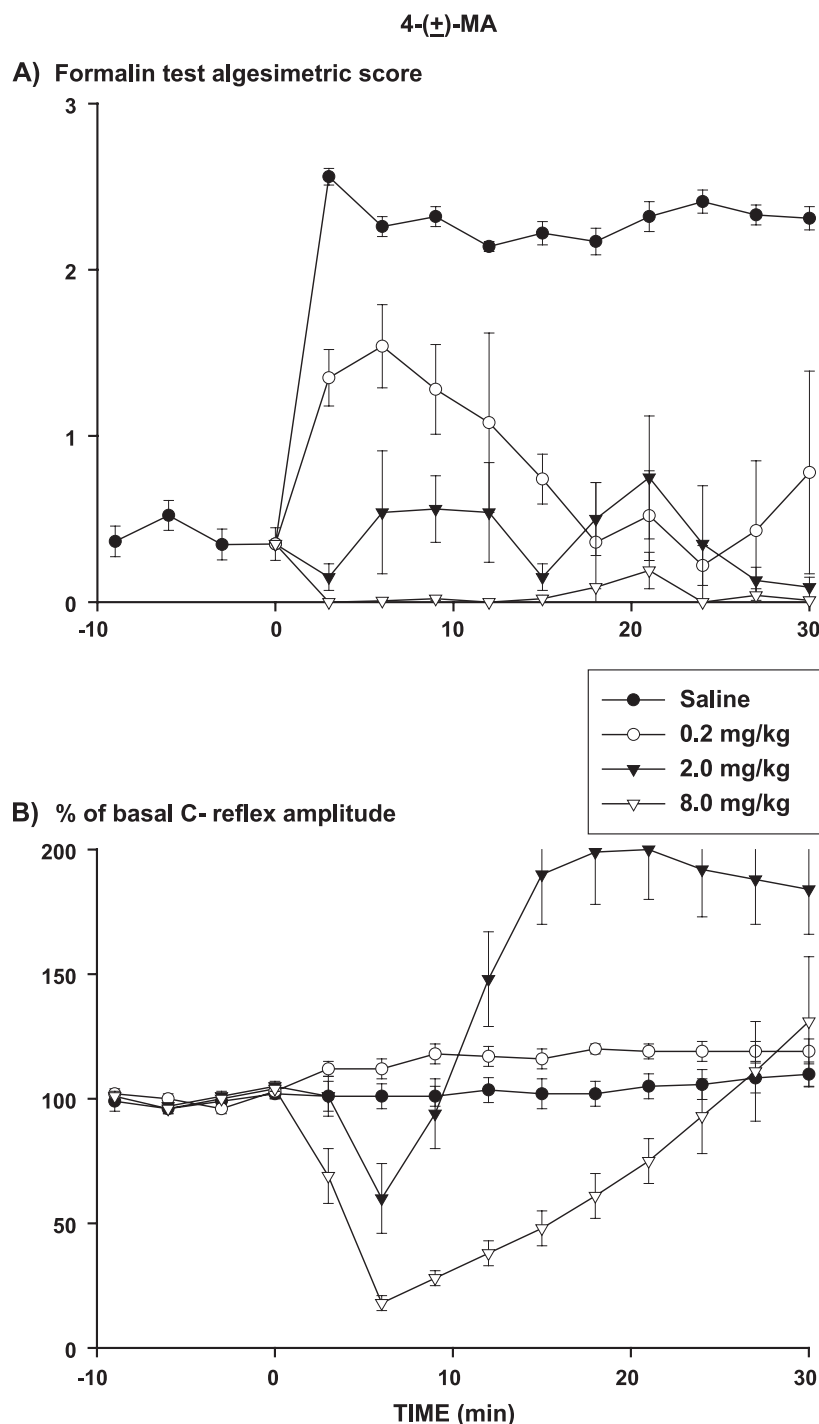 4-(±)-MA
A) Formalin test algesimetric score
3
2
1
0
-10 0 10 20 30
Saline
0.2 mg/kg
2.0 mg/kg
8.0 mg/kg
B) % of basal C- reflex amplitude
200
150
100
50
0
-10 0 10 20 30
TIME (min)